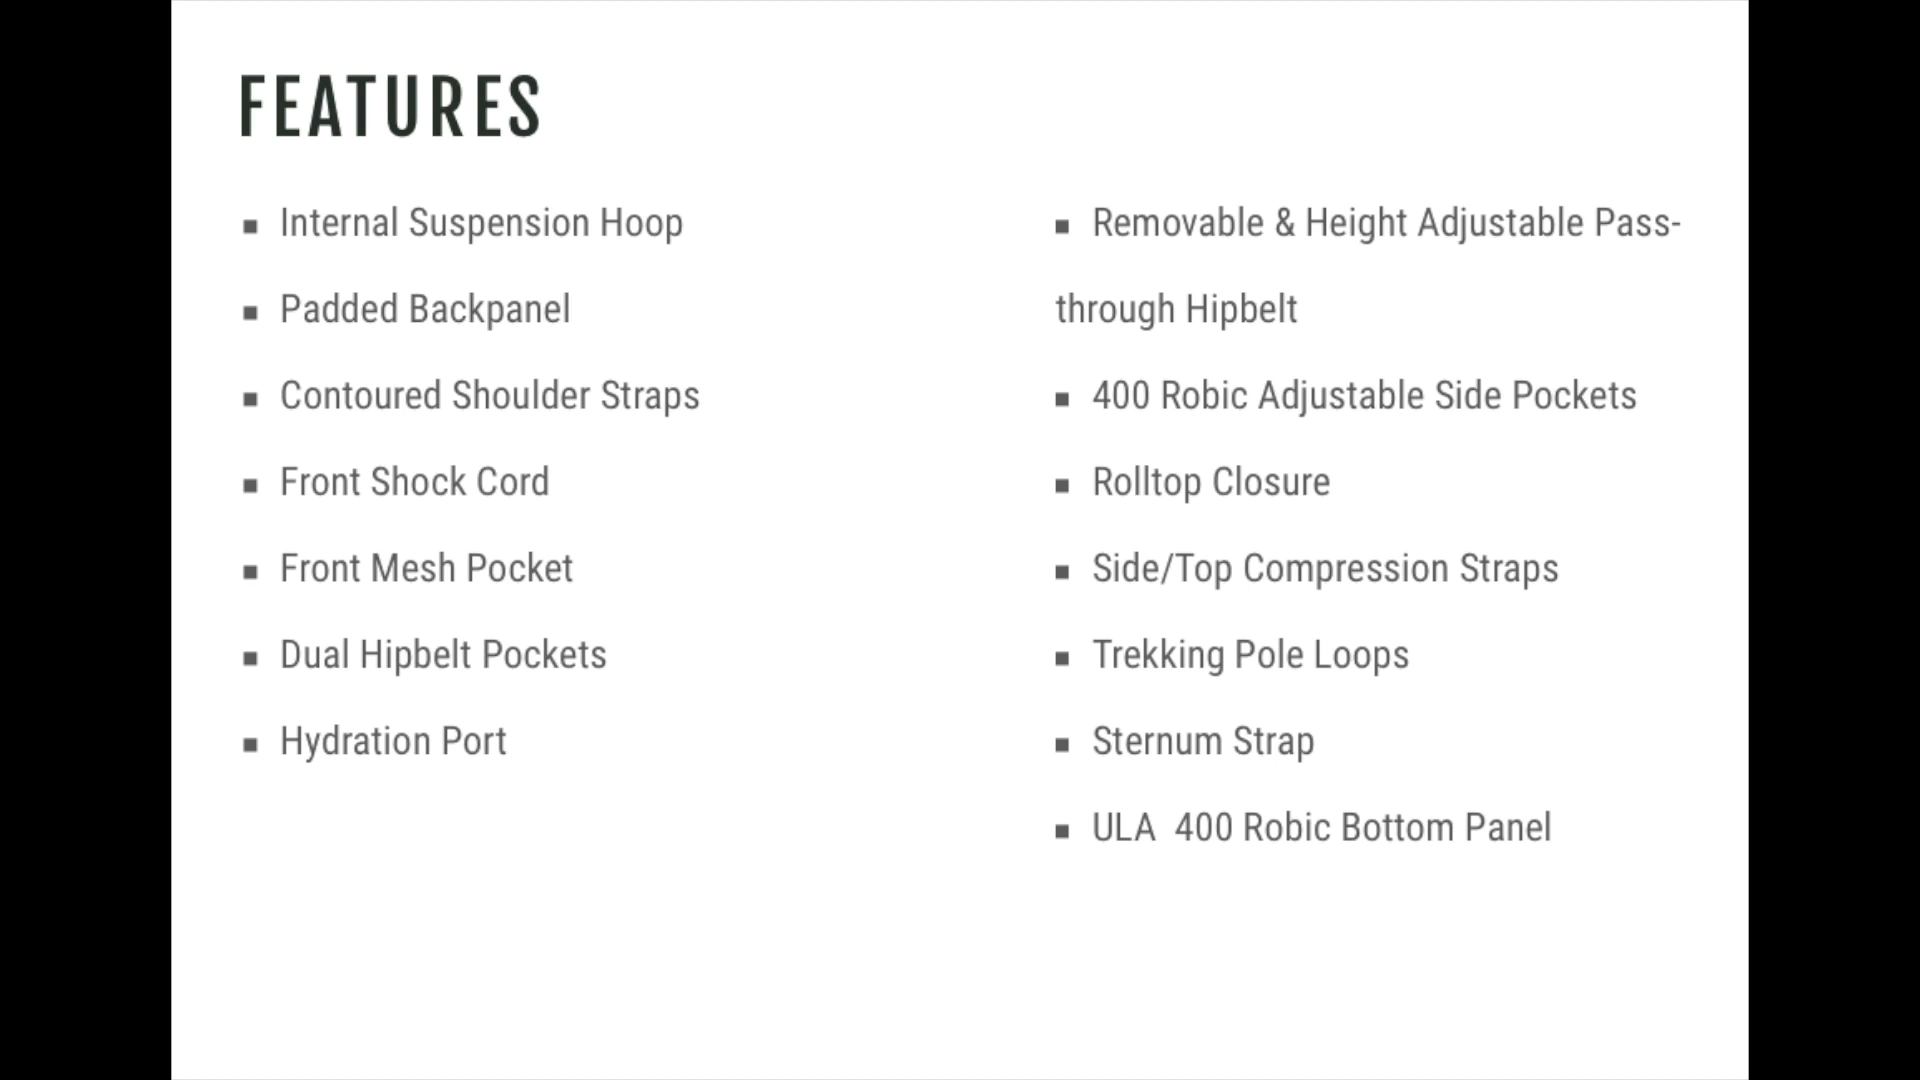 FEATURES
▪ Internal Suspension Hoop
▪ Padded Backpanel
▪ Contoured Shoulder Straps
▪ Front Shock Cord
▪ Front Mesh Pocket
▪ Dual Hipbelt Pockets
▪ Hydration Port
▪ Removable & Height Adjustable Pass-
through Hipbelt
▪ 400 Robic Adjustable Side Pockets
▪ Rolltop Closure
▪ Side/Top Compression Straps
▪ Trekking Pole Loops
▪ Sternum Strap
▪ ULA  400 Robic Bottom Panel